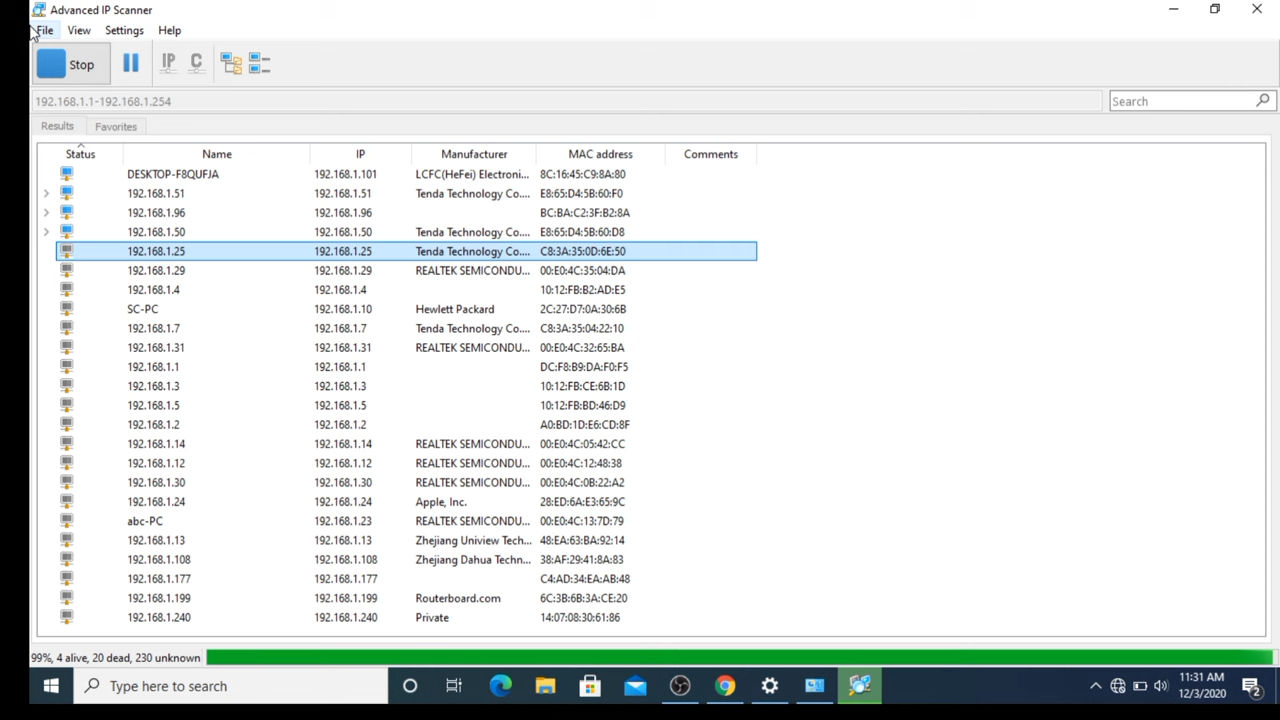 Advanced IP Scanner
File View Settings Help
Stop IP C
192.168.1.1-192.168.1.254 Search
Results Favorites
Status Name IP Manufacturer MAC address Comments
DESKTOP-F8QUFJA 192.168.1.101 LCFC(HeFei) Electroni... 8C:16:45:C9:8A:80
192.168.1.51 192.168.1.51 Tenda Technology Co.... E8:65:D4:5B:60:F0
192.168.1.96 192.168.1.96 BC:BA:C2:3F:B2:8A
192.168.1.50 192.168.1.50 Tenda Technology Co.... E8:65:D4:5B:60:D8
192.168.1.25 192.168.1.25 Tenda Technology Co.... C8:3A:35:0D:6E:50
192.168.1.29 192.168.1.29 REALTEK SEMICONDU... 00:E0:4C:35:04:DA
192.168.1.4 192.168.1.4 10:12:FB:B2:AD:E5
SC-PC 192.168.1.10 Hewlett Packard 2C:27:D7:0A:30:6B
192.168.1.7 192.168.1.7 Tenda Technology Co.... C8:3A:35:04:22:10
192.168.1.31 192.168.1.31 REALTEK SEMICONDU... 00:E0:4C:32:65:BA
192.168.1.1 192.168.1.1 DC:F8:B9:DA:F0:F5
192.168.1.3 192.168.1.3 10:12:FB:CE:6B:1D
192.168.1.5 192.168.1.5 10:12:FB:BD:46:D9
192.168.1.2 192.168.1.2 A0:BD:1D:E6:CD:8F
192.168.1.14 192.168.1.14 REALTEK SEMICONDU... 00:E0:4C:05:42:CC
192.168.1.12 192.168.1.12 REALTEK SEMICONDU... 00:E0:4C:12:48:38
192.168.1.30 192.168.1.30 REALTEK SEMICONDU... 00:E0:4C:0B:22:A2
192.168.1.24 192.168.1.24 Apple, Inc. 28:ED:6A:E3:65:9C
abc-PC 192.168.1.23 REALTEK SEMICONDU... 00:E0:4C:13:7D:79
192.168.1.13 192.168.1.13 Zhejiang Uniview Tech... 48:EA:63:BA:92:14
192.168.1.108 192.168.1.108 Zhejiang Dahua Techn... 38:AF:29:41:8A:83
192.168.1.177 192.168.1.177 C4:AD:34:EA:AB:48
192.168.1.199 192.168.1.199 Routerboard.com 6C:3B:6B:3A:CE:20
192.168.1.240 192.168.1.240 Private 14:07:08:30:61:86
99%, 4 alive, 20 dead, 230 unknown
Type here to search
11:31 AM
12/3/2020
2